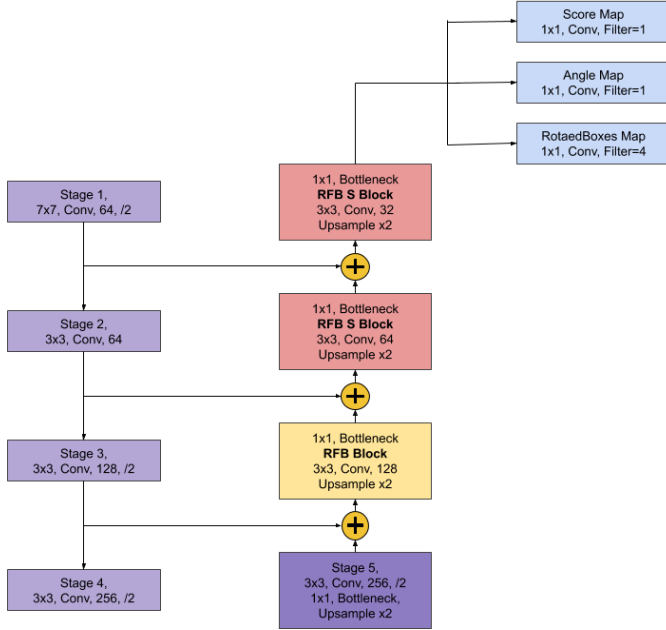 Score Map
1x1, Conv, Filter=1
Angle Map
1x1, Conv, Filter=1
RotaedBoxes Map
1x1, Conv, Filter=4
1x1, Bottleneck
RFB S Block
3x3, Conv, 32
Upsample x2
Stage 1,
7x7, Conv, 64, /2
+
1x1, Bottleneck
RFB S Block
3x3, Conv, 64
Upsample x2
Stage 2,
3x3, Conv, 64
+
1x1, Bottleneck
RFB Block
3x3, Conv, 128
Upsample x2
Stage 3,
3x3, Conv, 128, /2
+
Stage 4,
3x3, Conv, 256, /2
Stage 5,
3x3, Conv, 256, /2
1x1, Bottleneck,
Upsample x2